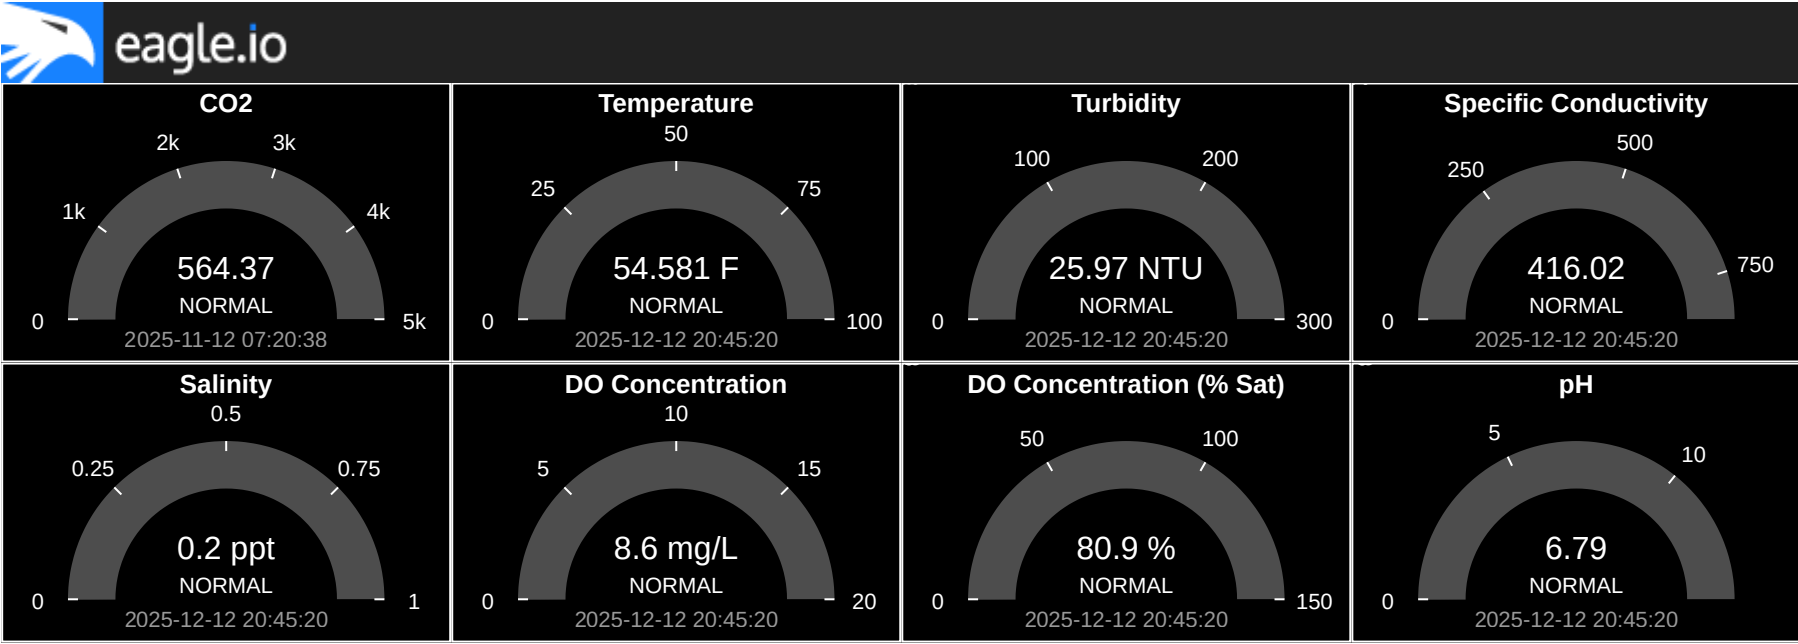 eagle.io
CO2
2k
3k
1k
4k
564.37
NORMAL
0
5k
2025-11-12 07:20:38
Temperature
50
25
75
54.581 F
NORMAL
0
100
2025-12-12 20:45:20
Turbidity
100
200
25.97 NTU
NORMAL
0
300
2025-12-12 20:45:20
Specific Conductivity
500
250
750
416.02
NORMAL
0
2025-12-12 20:45:20
Salinity
0.5
0.25
0.75
0.2 ppt
NORMAL
0
1
2025-12-12 20:45:20
DO Concentration
10
5
15
8.6 mg/L
NORMAL
0
20
2025-12-12 20:45:20
DO Concentration (% Sat)
50
100
80.9 %
NORMAL
0
150
2025-12-12 20:45:20
pH
5
10
6.79
NORMAL
0
2025-12-12 20:45:20